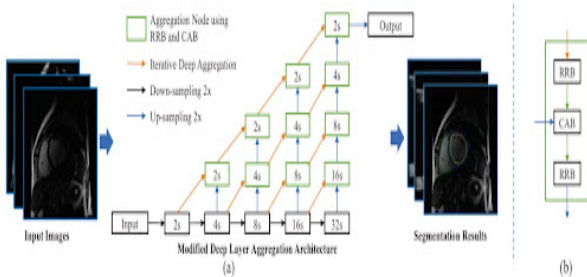 Aggregation Node using
RRB and CAB
Iterative Deep Aggregation
Down-sampling 2x
Up-sampling 2x
2s
Output
2s
4s
2s
4s
8s
2s
4s
8s
16s
Input
2s
4s
8s
16s
32s
Input Images
Modified Deep Layer Aggregation Architecture
Segmentation Results
(a)
RRB
CAB
RRB
(b)